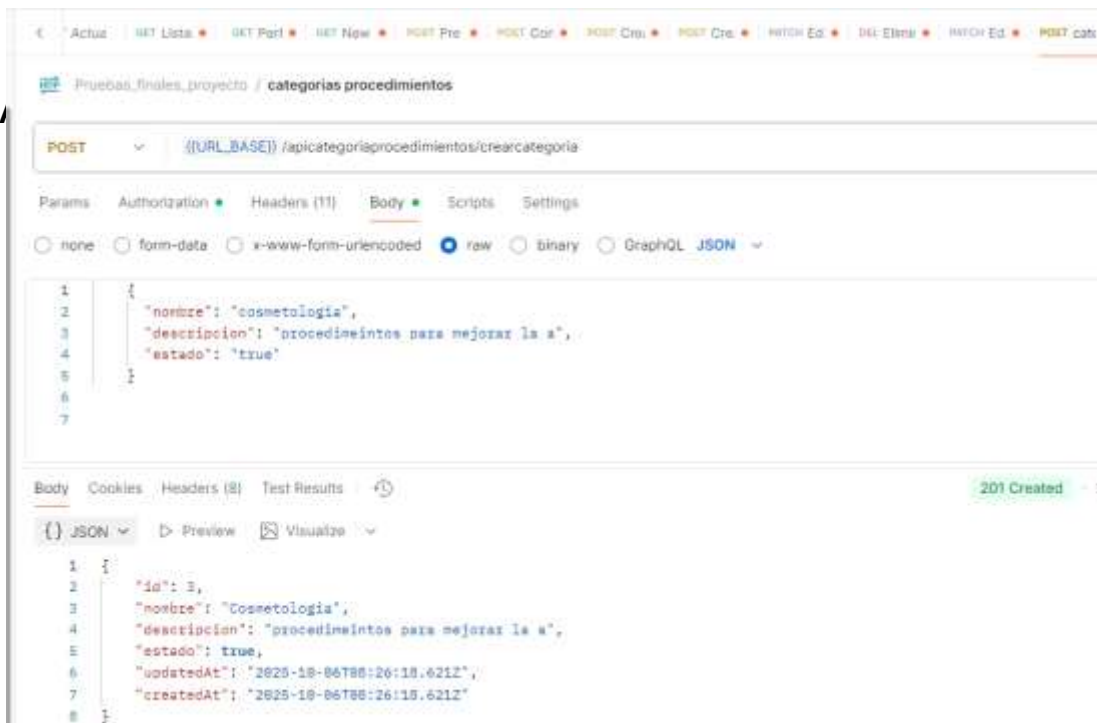 Actua GET Lista GET Perf GET New POST Pre POST Con POST Crea POST Cre PATCH Ed DEL Elimir PATCH Ed POST cate
Pruebas_finales_proyecto / categorias procedimientos
POST {{URL_BASE}} /apicategoriaprocedimientos/crearcategoria
Params Authorization Headers (11) Body Scripts Settings
none form-data x-www-form-urlencoded raw binary GraphQL JSON
1 {
2 "nombre": "cosmetologia",
3 "descripcion": "procedimeintos para mejorar la a",
4 "estado": "true"
5 }
6
7
Body Cookies Headers (8) Test Results 201 Created
{} JSON Preview Visualize
1 {
2 "id": 3,
3 "nombre": "Cosmetologia",
4 "descripcion": "procedimeintos para mejorar la a",
5 "estado": true,
6 "updatedAt": "2025-10-06T08:26:18.621Z",
7 "createdAt": "2025-10-06T08:26:18.621Z"
8 }